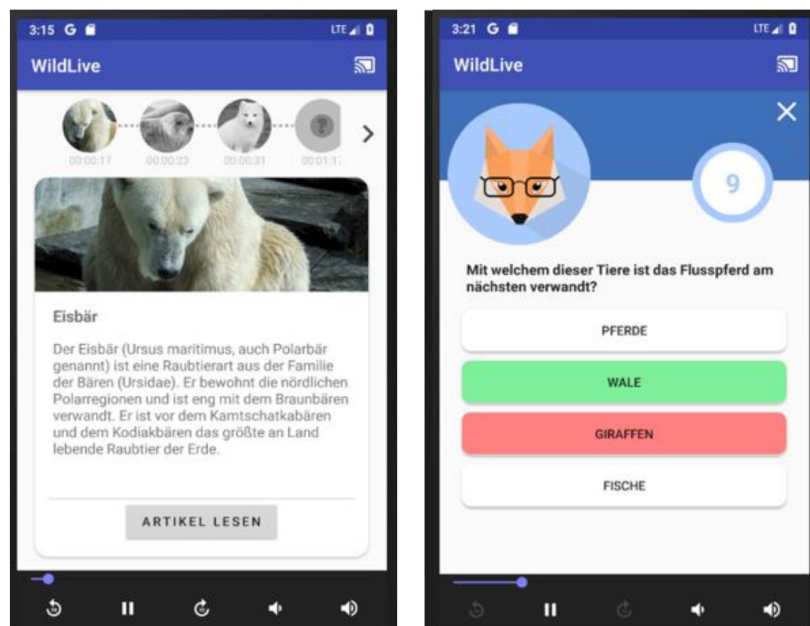 3:15 G LTE
WildLive
00:00:17 00:00:23 00:00:31 00:01:1
Eisbär
Der Eisbär (Ursus maritimus, auch Polarbär
genannt) ist eine Raubtierart aus der Familie
der Bären (Ursidae). Er bewohnt die nördlichen
Polarregionen und ist eng mit dem Braunbären
verwandt. Er ist vor dem Kamtschatkabären
und dem Kodiakbären das größte an Land
lebende Raubtier der Erde.
ARTIKEL LESEN
3:21 G LTE
WildLive
9
Mit welchem dieser Tiere ist das Flusspferd am
nächsten verwandt?
PFERDE
WALE
GIRAFFEN
FISCHE